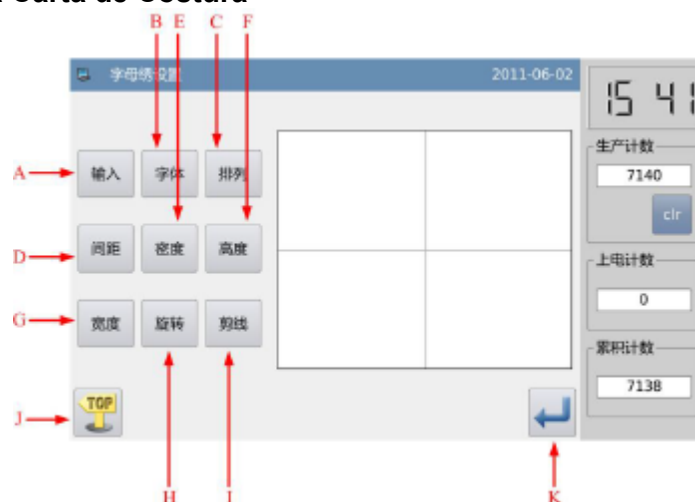 a Carta de Costura
B E C F
字母绣设置 2011-06-02
15 41
生产计数
A 输入 字体 排列 7140
clr
D 间距 密度 高度 上电计数
0
G 宽度 旋转 剪线 累积计数
7138
J TOP
H I K